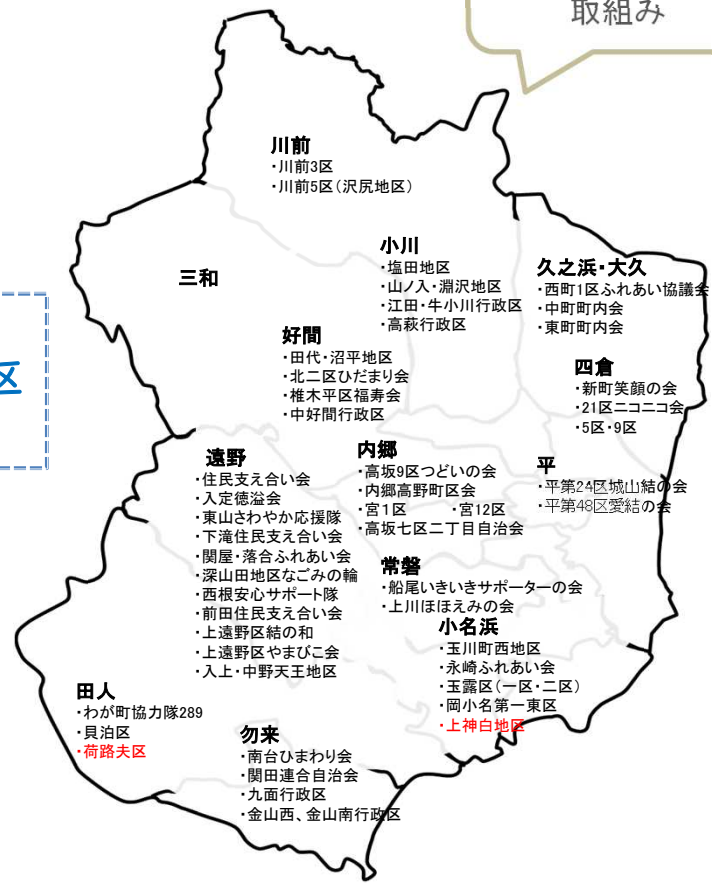 取組み
川前
・川前3区
・川前5区(沢尻地区)
小川
・塩田地区
・山ノ入・淵沢地区
・江田・牛小川行政区
・高萩行政区
久之浜・大久
・西町1区ふれあい協議会
・中町町内会
・東町町内会
三和
好間
・田代・沼平地区
・北二区ひだまり会
・椎木平区福寿会
・中好間行政区
区
四倉
・新町笑顔の会
・21区ニコニコ会
・5区・9区
遠野
・住民支え合い会
・入定徳溢会
・東山さわやか応援隊
・下滝住民支え合い会
・関屋・落合ふれあい会
・深山田地区なごみの輪
・西根安心サポート隊
・前田住民支え合い会
・上遠野区結の和
・上遠野区やまびこ会
・入上・中野天王地区
内郷
・高坂9区つどいの会
・内郷高野町区会
・宮1区 ・宮12区
・高坂七区二丁目自治会
平
・平第24区城山結の会
・平第48区愛結の会
常磐
・船尾いきいきサポーターの会
・上川ほほえみの会
小名浜
・玉川町西地区
・永崎ふれあい会
・玉露区(一区・二区)
・岡小名第一東区
・上神白地区
田人
・わが町協力隊289
・貝泊区
・荷路夫区
勿来
・南台ひまわり会
・関田連合自治会
・九面行政区
・金山西、金山南行政区